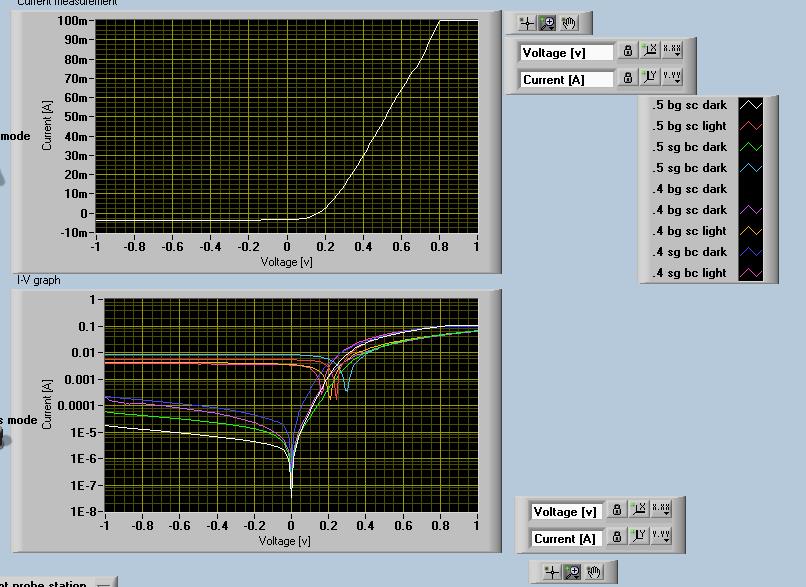 Current measurement
100m
90m
80m
70m
60m
50m
40m
30m
20m
10m
0
-10m
Current [A]
-1 -0.8 -0.6 -0.4 -0.2 0 0.2 0.4 0.6 0.8 1
Voltage [v]
mode
Voltage [v]
X
X.XX
Current [A]
Y
Y.YY
.5 bg sc dark
.5 bg sc light
.5 sg bc dark
.5 sg bc dark
.4 bg sc dark
.4 bg sc dark
.4 bg sc light
.4 sg bc dark
.4 sg bc light
I-V graph
1
0.1
0.01
0.001
0.0001
1E-5
1E-6
1E-7
1E-8
Current [A]
-1 -0.8 -0.6 -0.4 -0.2 0 0.2 0.4 0.6 0.8 1
Voltage [v]
s mode
Voltage [v]
X
X.XX
Current [A]
Y
Y.YY
ot probe station